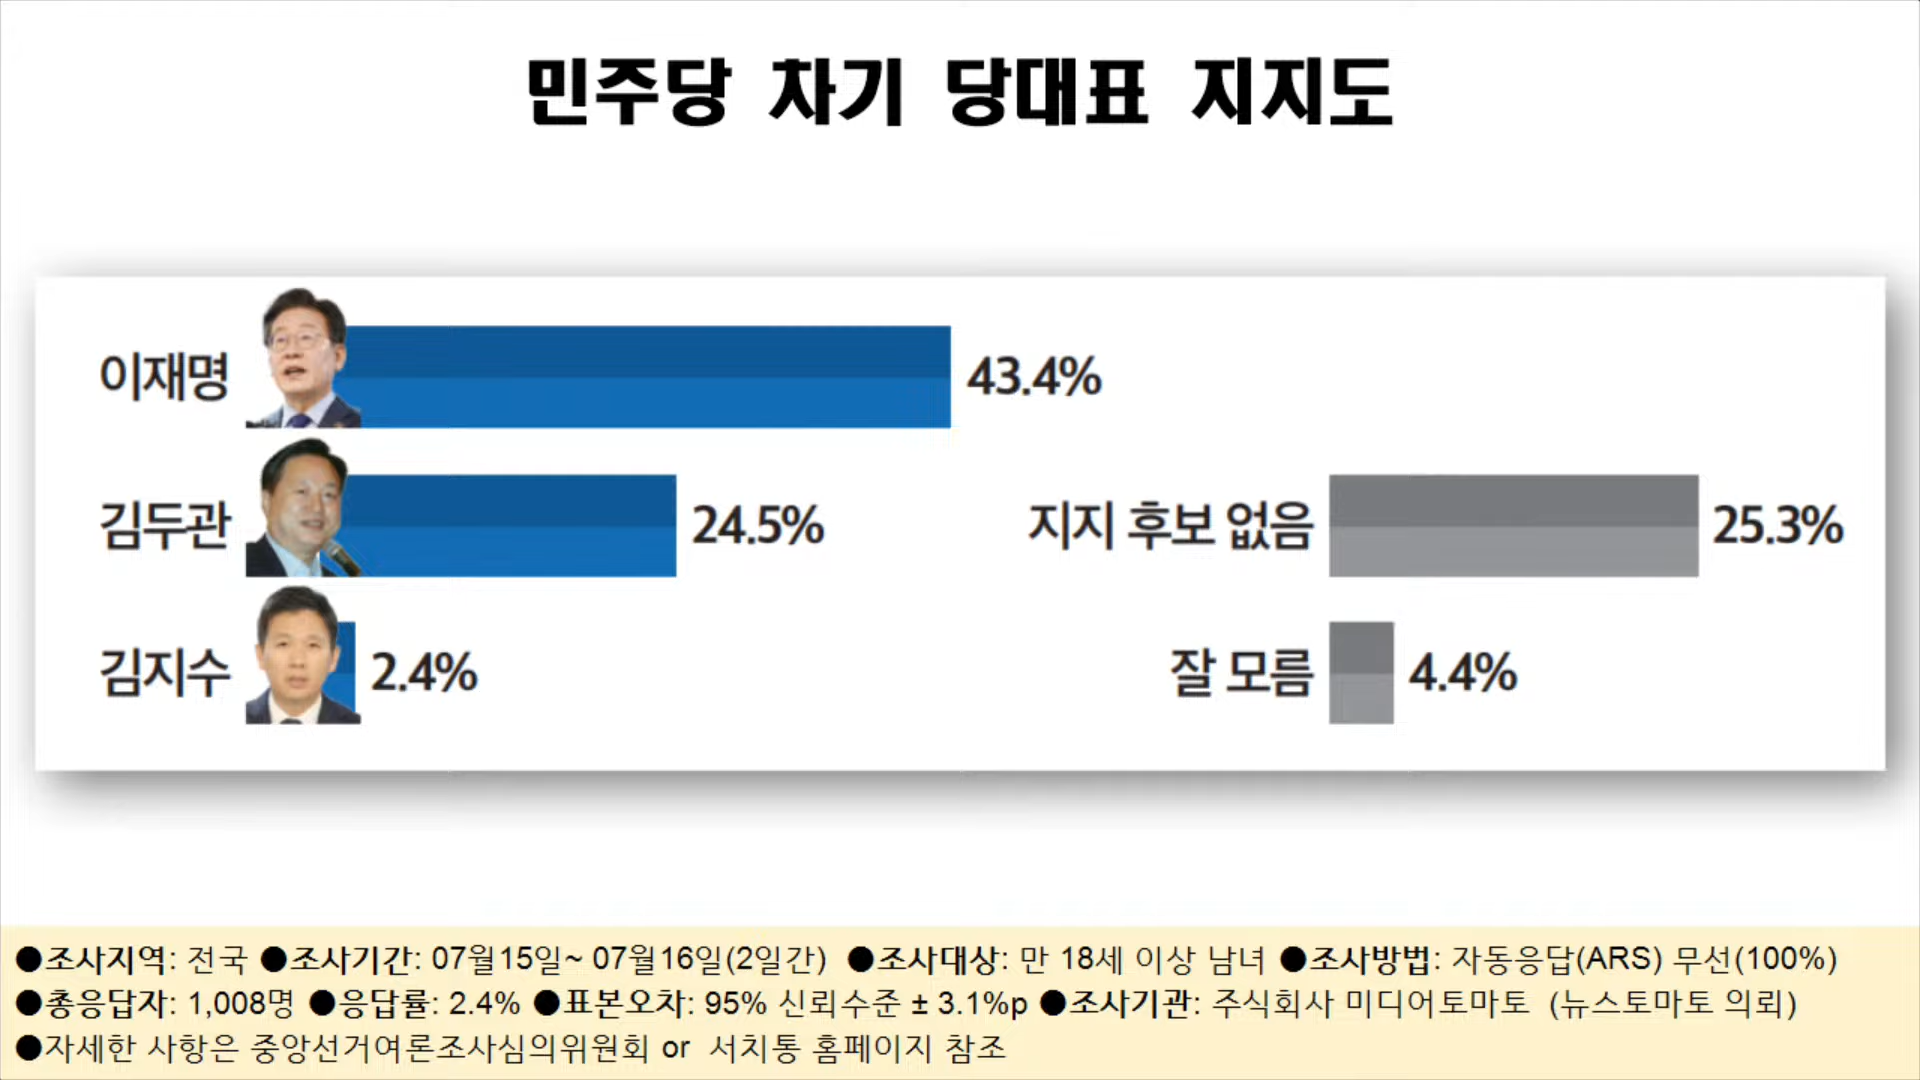 민주당 차기 당대표 지지도
이재명 43.4%
김두관 24.5%
지지 후보 없음 25.3%
김지수 2.4%
잘 모름 4.4%
●조사지역: 전국 ●조사기간: 07월15일~ 07월16일(2일간) ●조사대상: 만 18세 이상 남녀 ●조사방법: 자동응답(ARS) 무선(100%)
●총응답자: 1,008명 ●응답률: 2.4% ●표본오차: 95% 신뢰수준 ± 3.1%p ●조사기관: 주식회사 미디어토마토 (뉴스토마토 의뢰)
●자세한 사항은 중앙선거여론조사심의위원회 or 서치통 홈페이지 참조